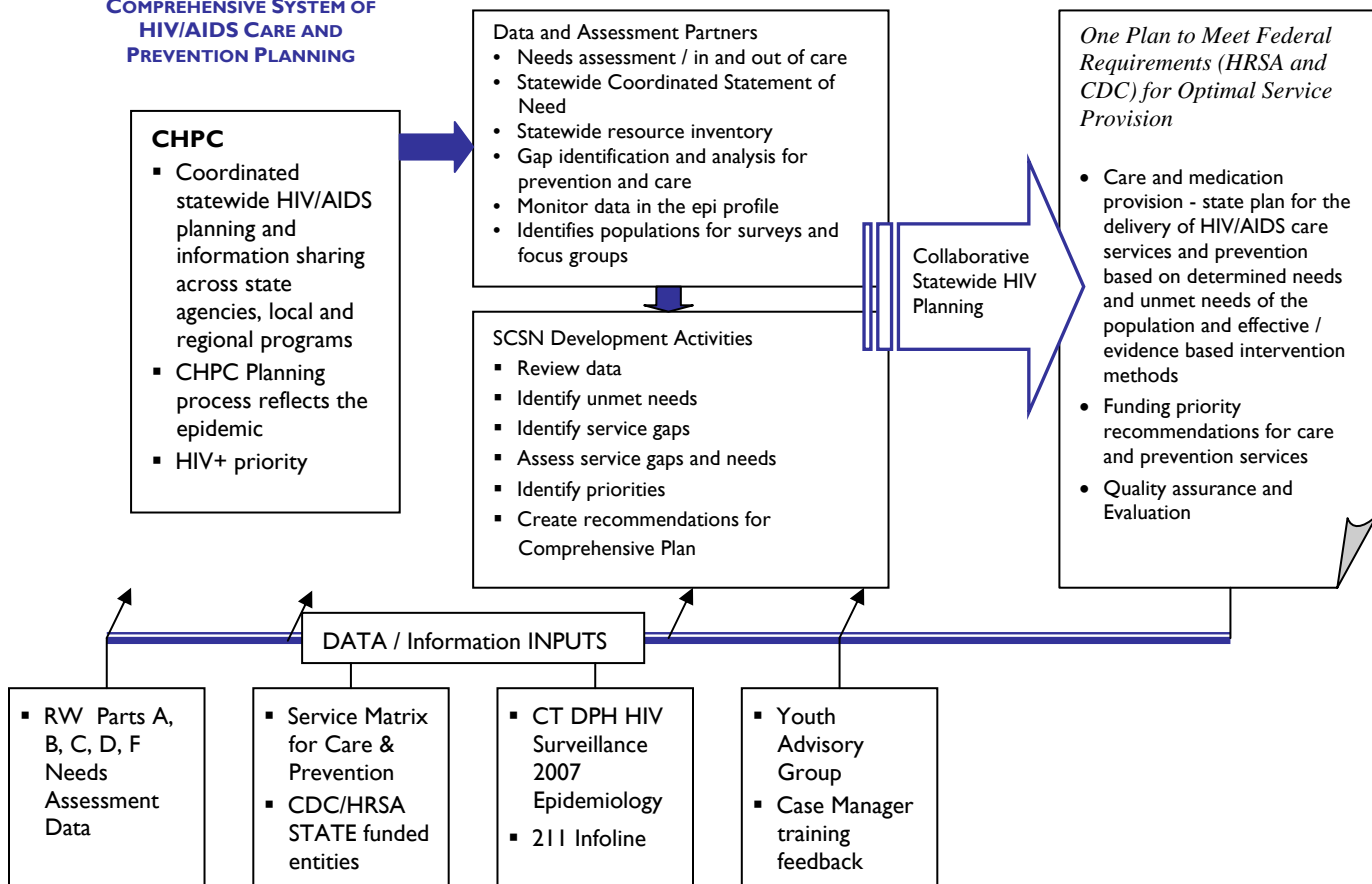 COMPREHENSIVE SYSTEM OF
HIV/AIDS CARE AND
PREVENTION PLANNING
CHPC
▪ Coordinated
statewide HIV/AIDS
planning and
information sharing
across state
agencies, local and
regional programs
▪ CHPC Planning
process reflects the
epidemic
▪ HIV+ priority
Data and Assessment Partners
• Needs assessment / in and out of care
• Statewide Coordinated Statement of
Need
• Statewide resource inventory
• Gap identification and analysis for
prevention and care
• Monitor data in the epi profile
• Identifies populations for surveys and
focus groups
SCSN Development Activities
▪ Review data
▪ Identify unmet needs
▪ Identify service gaps
▪ Assess service gaps and needs
▪ Identify priorities
▪ Create recommendations for
Comprehensive Plan
Collaborative
Statewide HIV
Planning
One Plan to Meet Federal
Requirements (HRSA and
CDC) for Optimal Service
Provision
• Care and medication
provision - state plan for the
delivery of HIV/AIDS care
services and prevention
based on determined needs
and unmet needs of the
population and effective /
evidence based intervention
methods
• Funding priority
recommendations for care
and prevention services
• Quality assurance and
Evaluation
DATA / Information INPUTS
▪ RW Parts A,
B, C, D, F
Needs
Assessment
Data
▪ Service Matrix
for Care &
Prevention
▪ CDC/HRSA
STATE funded
entities
▪ CT DPH HIV
Surveillance
2007
Epidemiology
▪ 211 Infoline
▪ Youth
Advisory
Group
▪ Case Manager
training
feedback